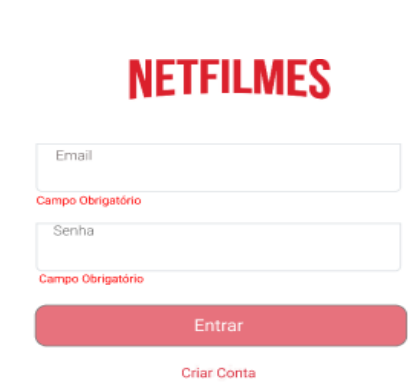 NETFILMES
Email
Campo Obrigatório
Senha
Campo Obrigatório
Entrar
Criar Conta